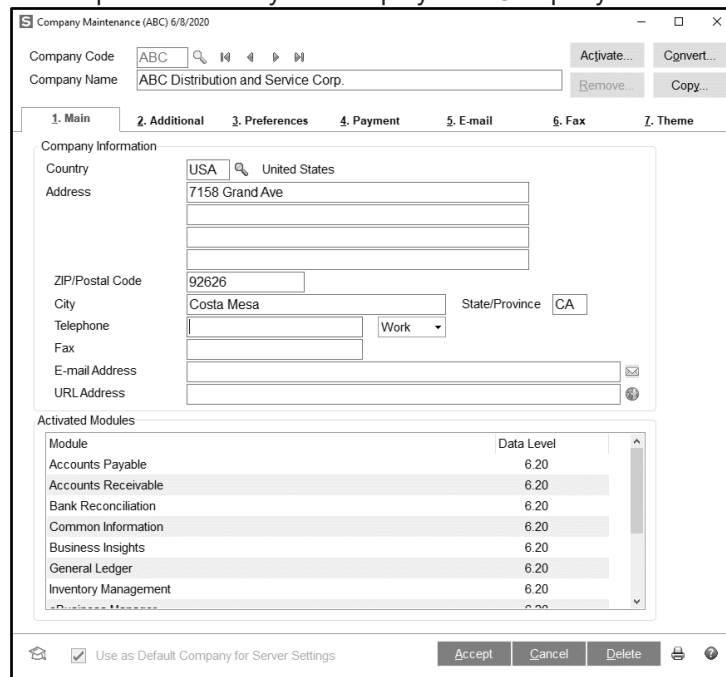 Company Maintenance (ABC) 6/8/2020
Company Code ABC Activate... Convert...
Company Name ABC Distribution and Service Corp. Remove... Copy...
1. Main 2. Additional 3. Preferences 4. Payment 5. E-mail 6. Fax 7. Theme
Company Information
Country USA United States
Address 7158 Grand Ave
ZIP/Postal Code 92626
City Costa Mesa State/Province CA
Telephone Work
Fax
E-mail Address
URL Address
Activated Modules
Module Data Level
Accounts Payable 6.20
Accounts Receivable 6.20
Bank Reconciliation 6.20
Common Information 6.20
Business Insights 6.20
General Ledger 6.20
Inventory Management 6.20
eBusiness Manager 6.20
Use as Default Company for Server Settings Accept Cancel Delete